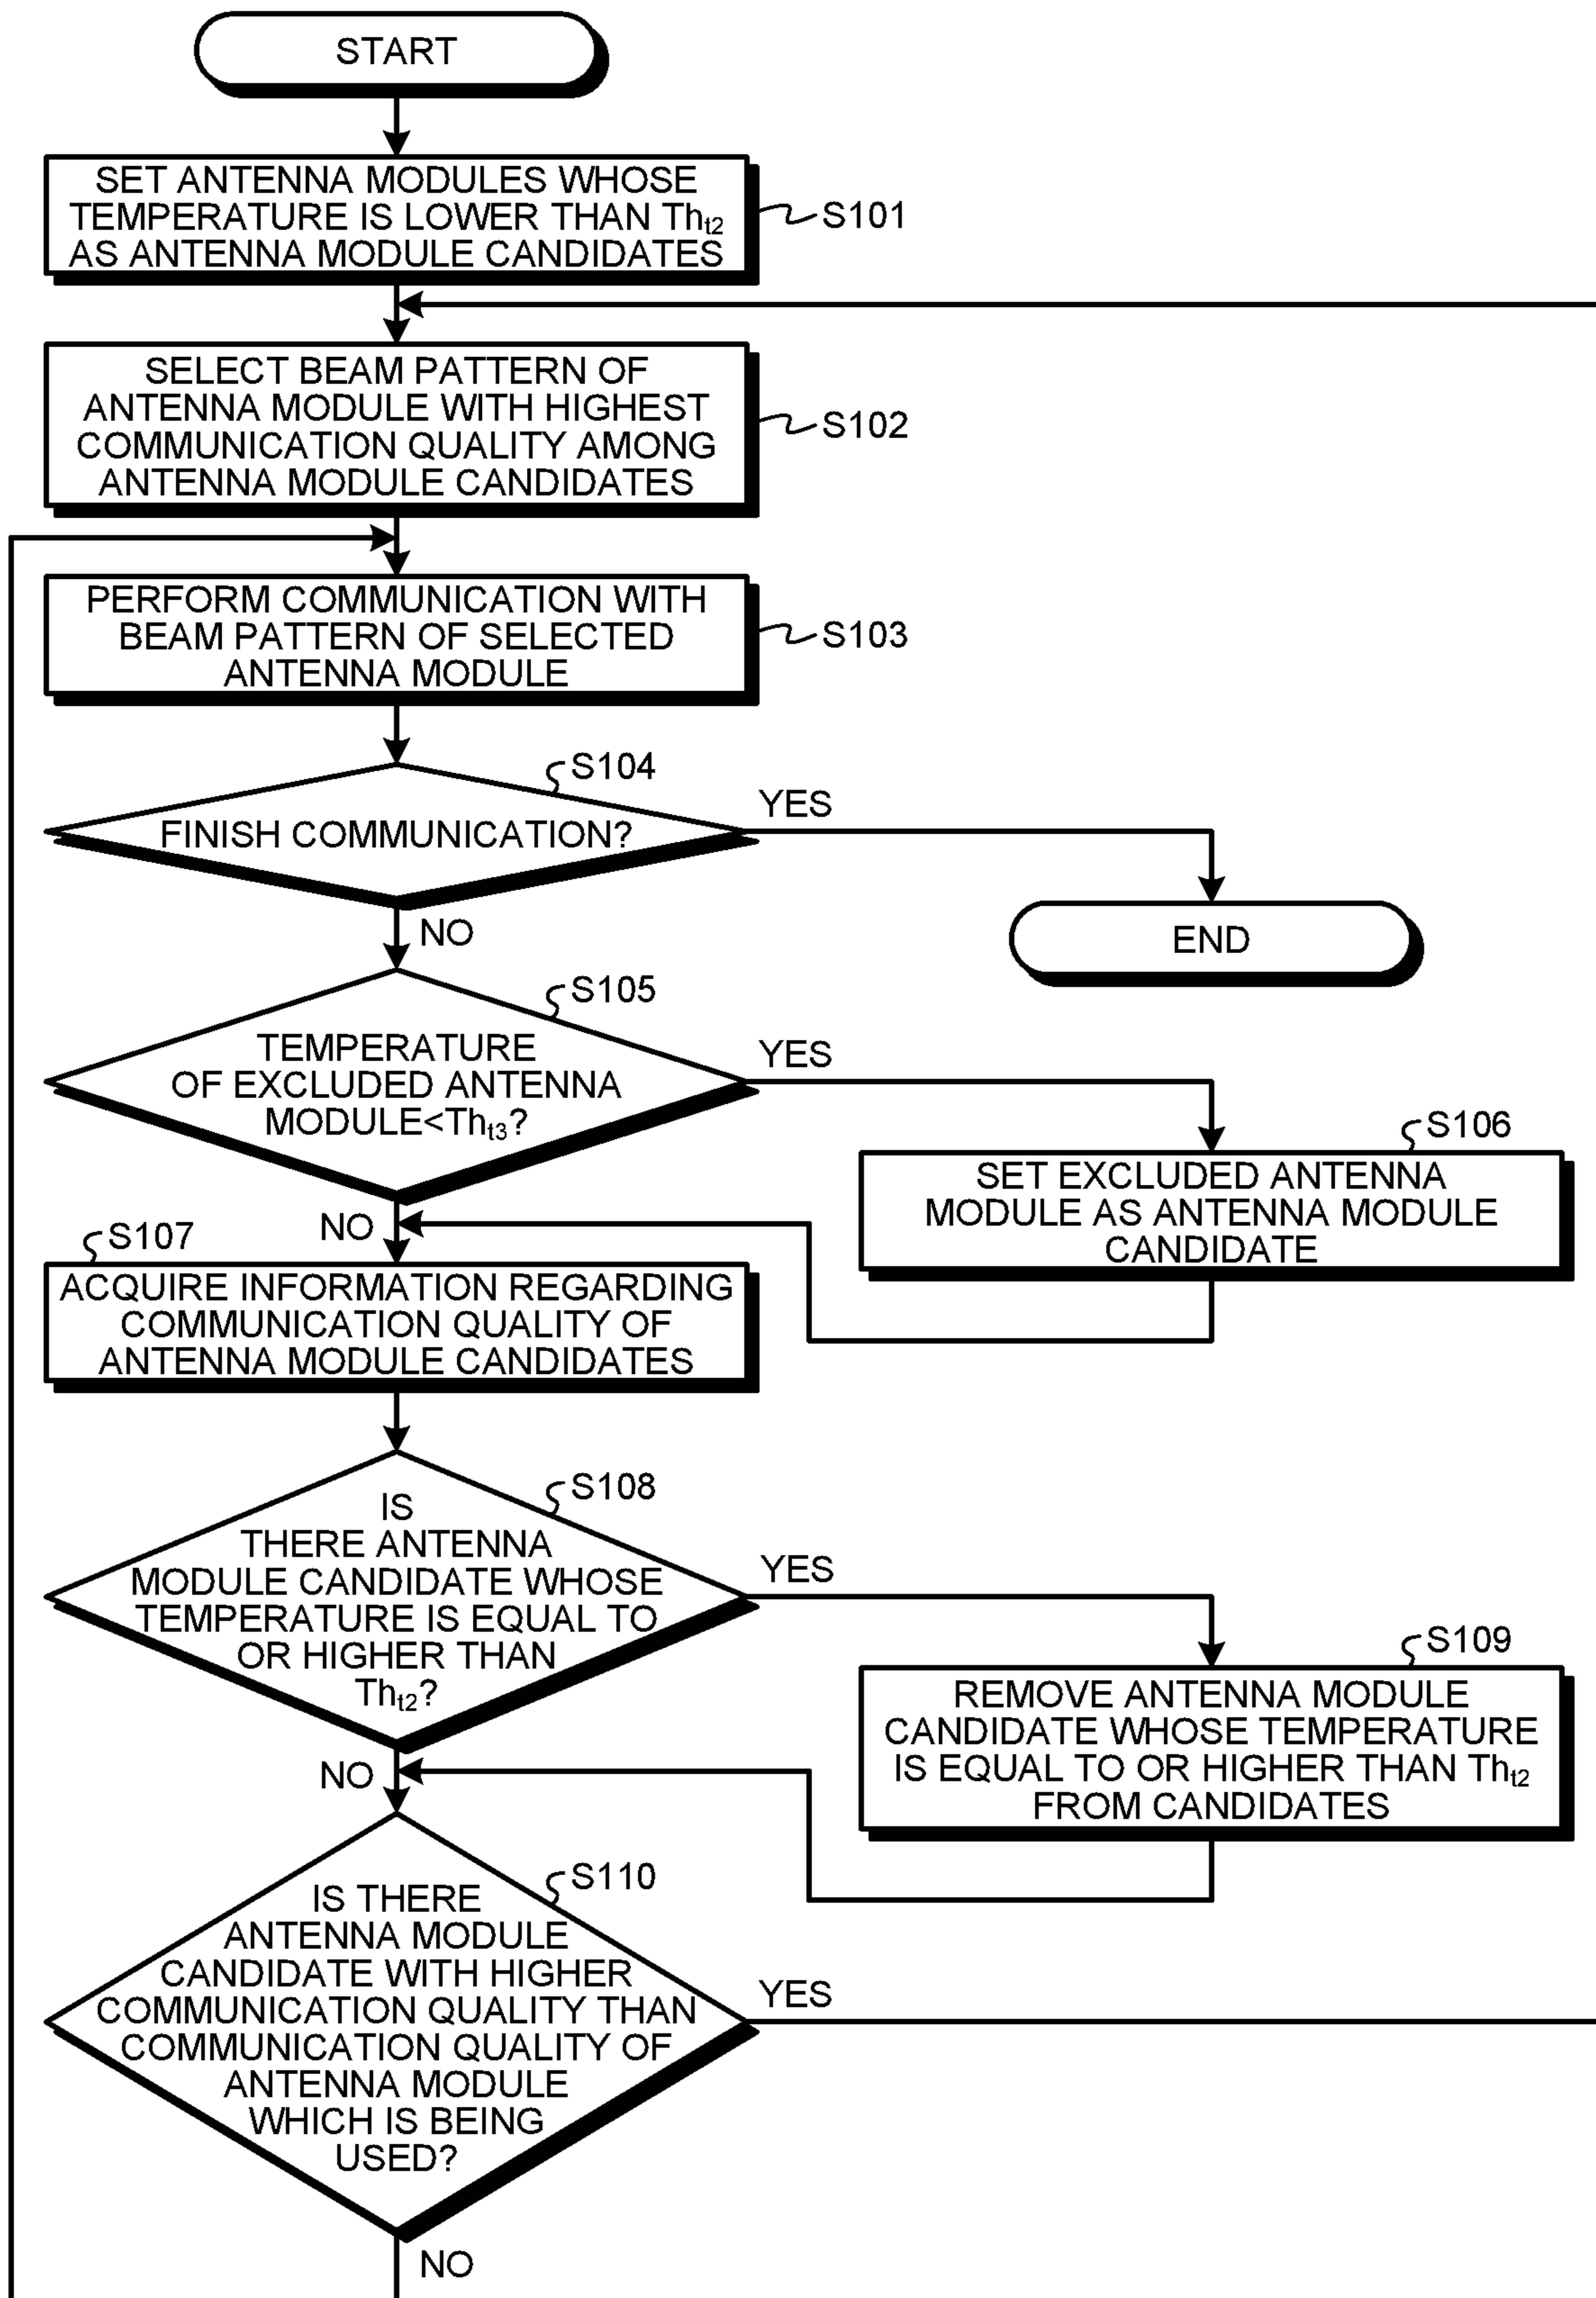 START
SET ANTENNA MODULES WHOSE
TEMPERATURE IS LOWER THAN Tht2
AS ANTENNA MODULE CANDIDATES
S101
SELECT BEAM PATTERN OF
ANTENNA MODULE WITH HIGHEST
COMMUNICATION QUALITY AMONG
ANTENNA MODULE CANDIDATES
S102
PERFORM COMMUNICATION WITH
BEAM PATTERN OF SELECTED
ANTENNA MODULE
S103
S104
FINISH COMMUNICATION?
YES
NO
END
S105
TEMPERATURE
OF EXCLUDED ANTENNA
MODULE<Tht3?
YES
NO
S106
SET EXCLUDED ANTENNA
MODULE AS ANTENNA MODULE
CANDIDATE
S107
ACQUIRE INFORMATION REGARDING
COMMUNICATION QUALITY OF
ANTENNA MODULE CANDIDATES
S108
IS
THERE ANTENNA
MODULE CANDIDATE WHOSE
TEMPERATURE IS EQUAL TO
OR HIGHER THAN
Tht2?
YES
NO
S109
REMOVE ANTENNA MODULE
CANDIDATE WHOSE TEMPERATURE
IS EQUAL TO OR HIGHER THAN Tht2
FROM CANDIDATES
S110
IS THERE
ANTENNA MODULE
CANDIDATE WITH HIGHER
COMMUNICATION QUALITY THAN
COMMUNICATION QUALITY OF
ANTENNA MODULE
WHICH IS BEING
USED?
YES
NO